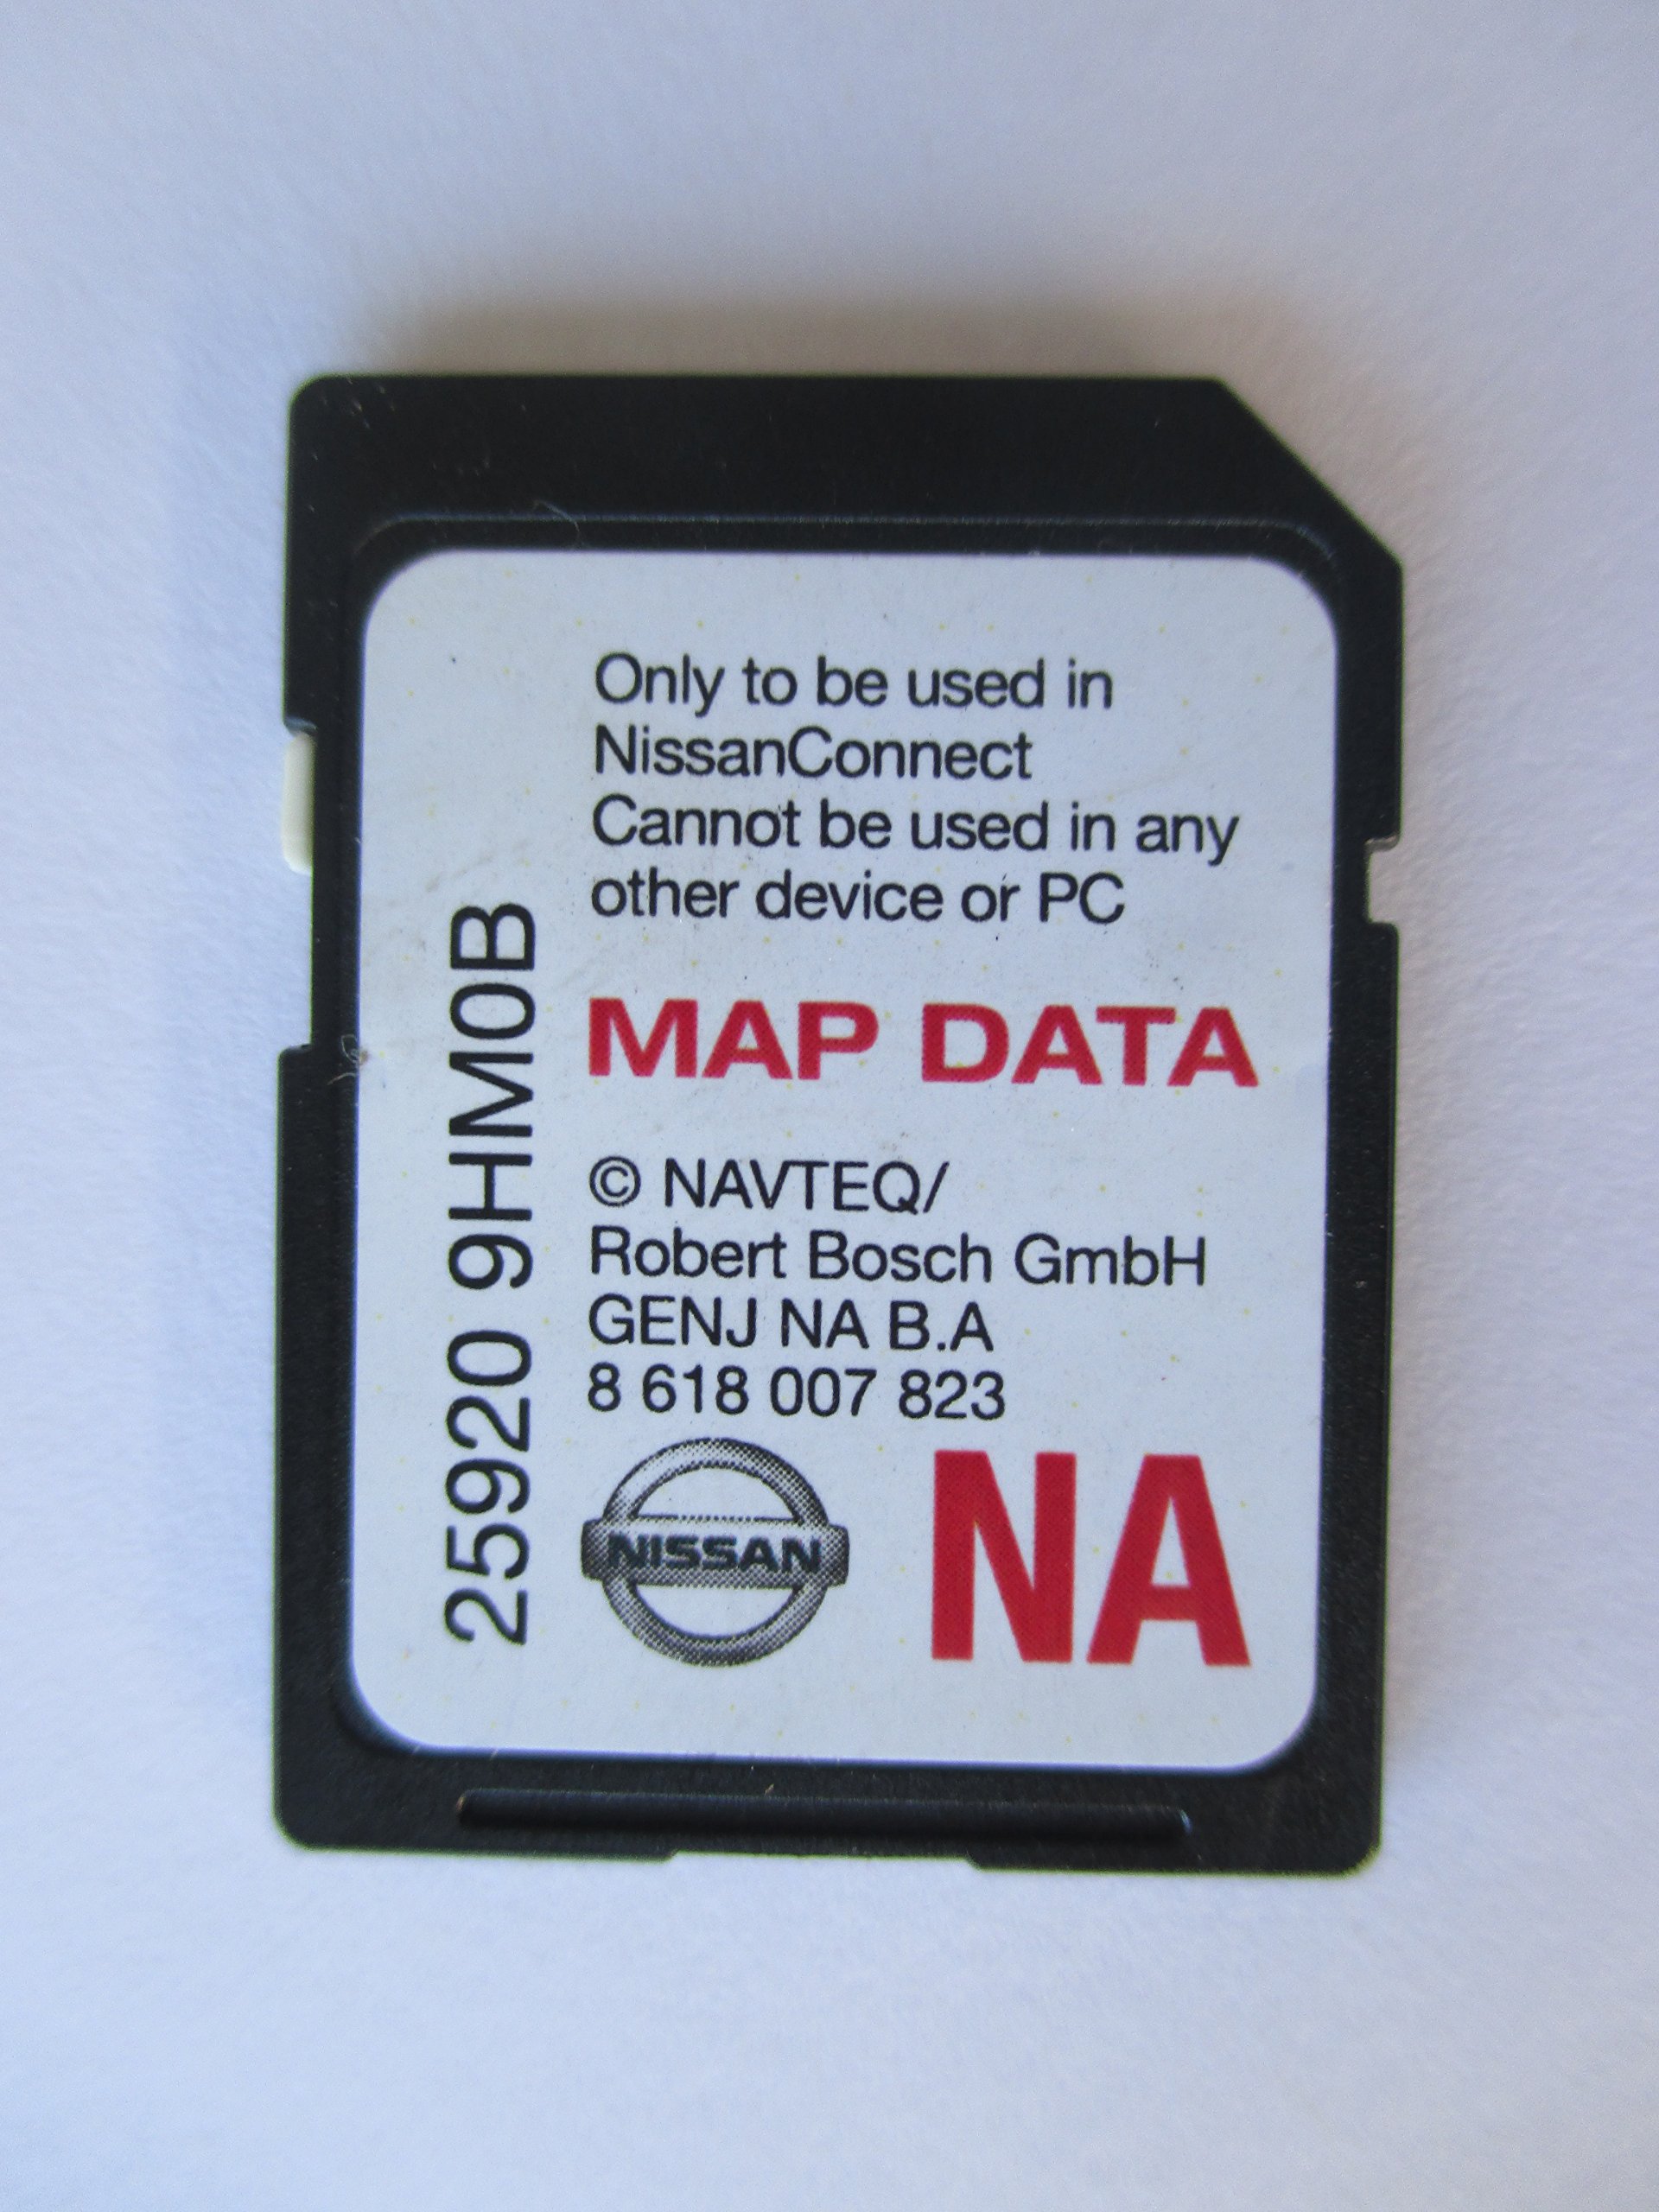 Only to be used in
NissanConnect
Cannot be used in any
other device or PC
MAP DATA
© NAVTEQ/
Robert Bosch GmbH
GENJ NA B.A
8 618 007 823
NISSAN
NA
25920 9HM0B